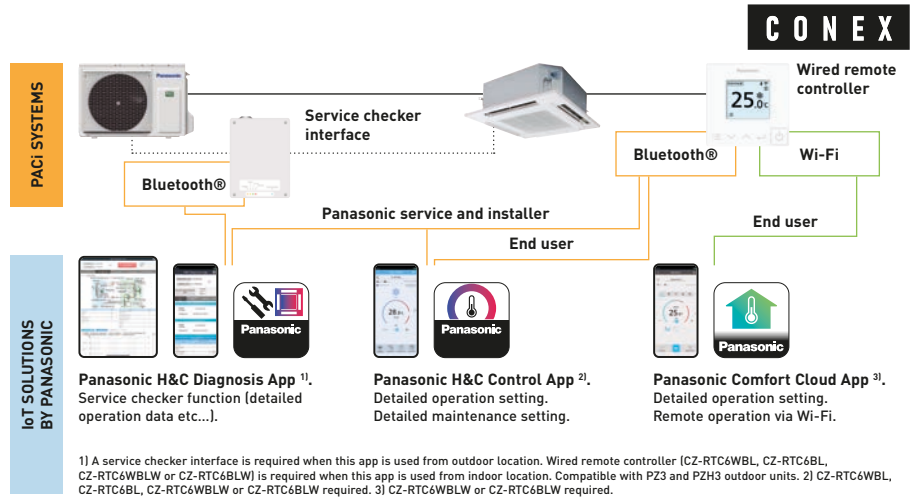 CONEX
PACi SYSTEMS
Panasonic
Service checker
interface
Panasonic
25.0c
Wired remote
controller
Bluetooth®
Bluetooth®
Wi-Fi
Panasonic service and installer
End user
End user
IoT SOLUTIONS
BY PANASONIC
Panasonic
Panasonic
Panasonic
Panasonic H&C Diagnosis App 1).
Service checker function (detailed
operation data etc...).
Panasonic H&C Control App 2).
Detailed operation setting.
Detailed maintenance setting.
Panasonic Comfort Cloud App 3).
Detailed operation setting.
Remote operation via Wi-Fi.
1) A service checker interface is required when this app is used from outdoor location. Wired remote controller (CZ-RTC6WBL, CZ-RTC6BL,
CZ-RTC6WBLW or CZ-RTC6BLW) is required when this app is used from indoor location. Compatible with PZ3 and PZH3 outdoor units. 2) CZ-RTC6WBL,
CZ-RTC6BL, CZ-RTC6WBLW or CZ-RTC6BLW required. 3) CZ-RTC6WBLW or CZ-RTC6BLW required.